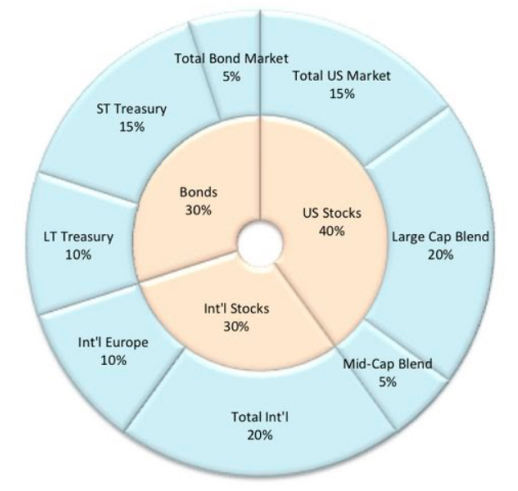 Total Bond Market
5%
Total US Market
15%
ST Treasury
15%
Bonds
30%
US Stocks
40%
LT Treasury
10%
Large Cap Blend
20%
Int'l Stocks
30%
Int'l Europe
10%
Mid-Cap Blend
5%
Total Int'l
20%